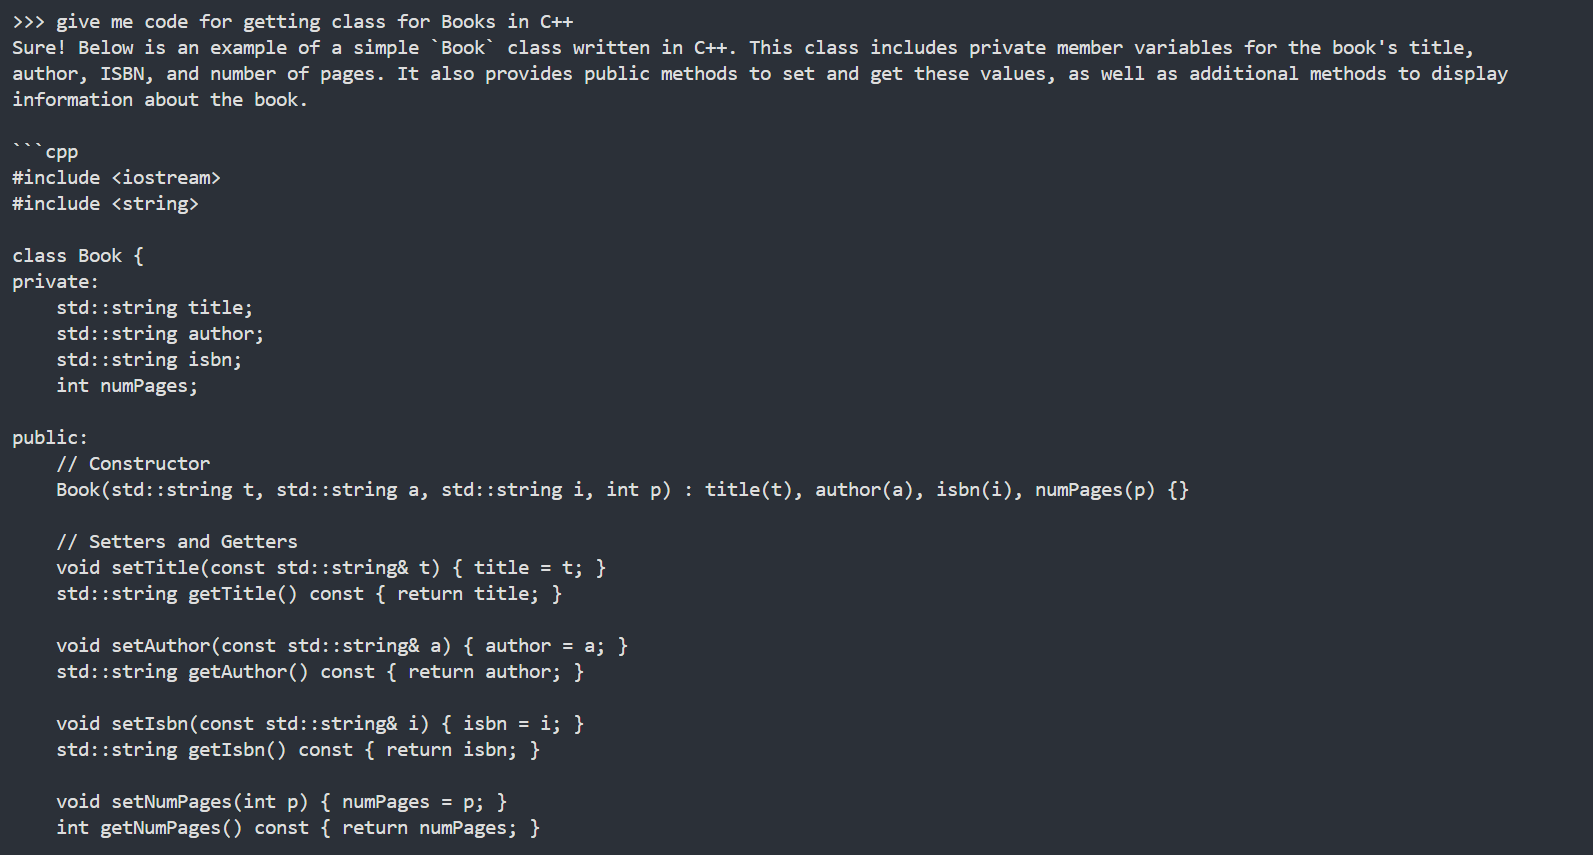 >>> give me code for getting class for Books in C++
Sure! Below is an example of a simple `Book` class written in C++. This class includes private member variables for the book's title,
author, ISBN, and number of pages. It also provides public methods to set and get these values, as well as additional methods to display
information about the book.

```cpp
#include <iostream>
#include <string>

class Book {
private:
    std::string title;
    std::string author;
    std::string isbn;
    int numPages;

public:
    // Constructor
    Book(std::string t, std::string a, std::string i, int p) : title(t), author(a), isbn(i), numPages(p) {}

    // Setters and Getters
    void setTitle(const std::string& t) { title = t; }
    std::string getTitle() const { return title; }

    void setAuthor(const std::string& a) { author = a; }
    std::string getAuthor() const { return author; }

    void setIsbn(const std::string& i) { isbn = i; }
    std::string getIsbn() const { return isbn; }

    void setNumPages(int p) { numPages = p; }
    int getNumPages() const { return numPages; }